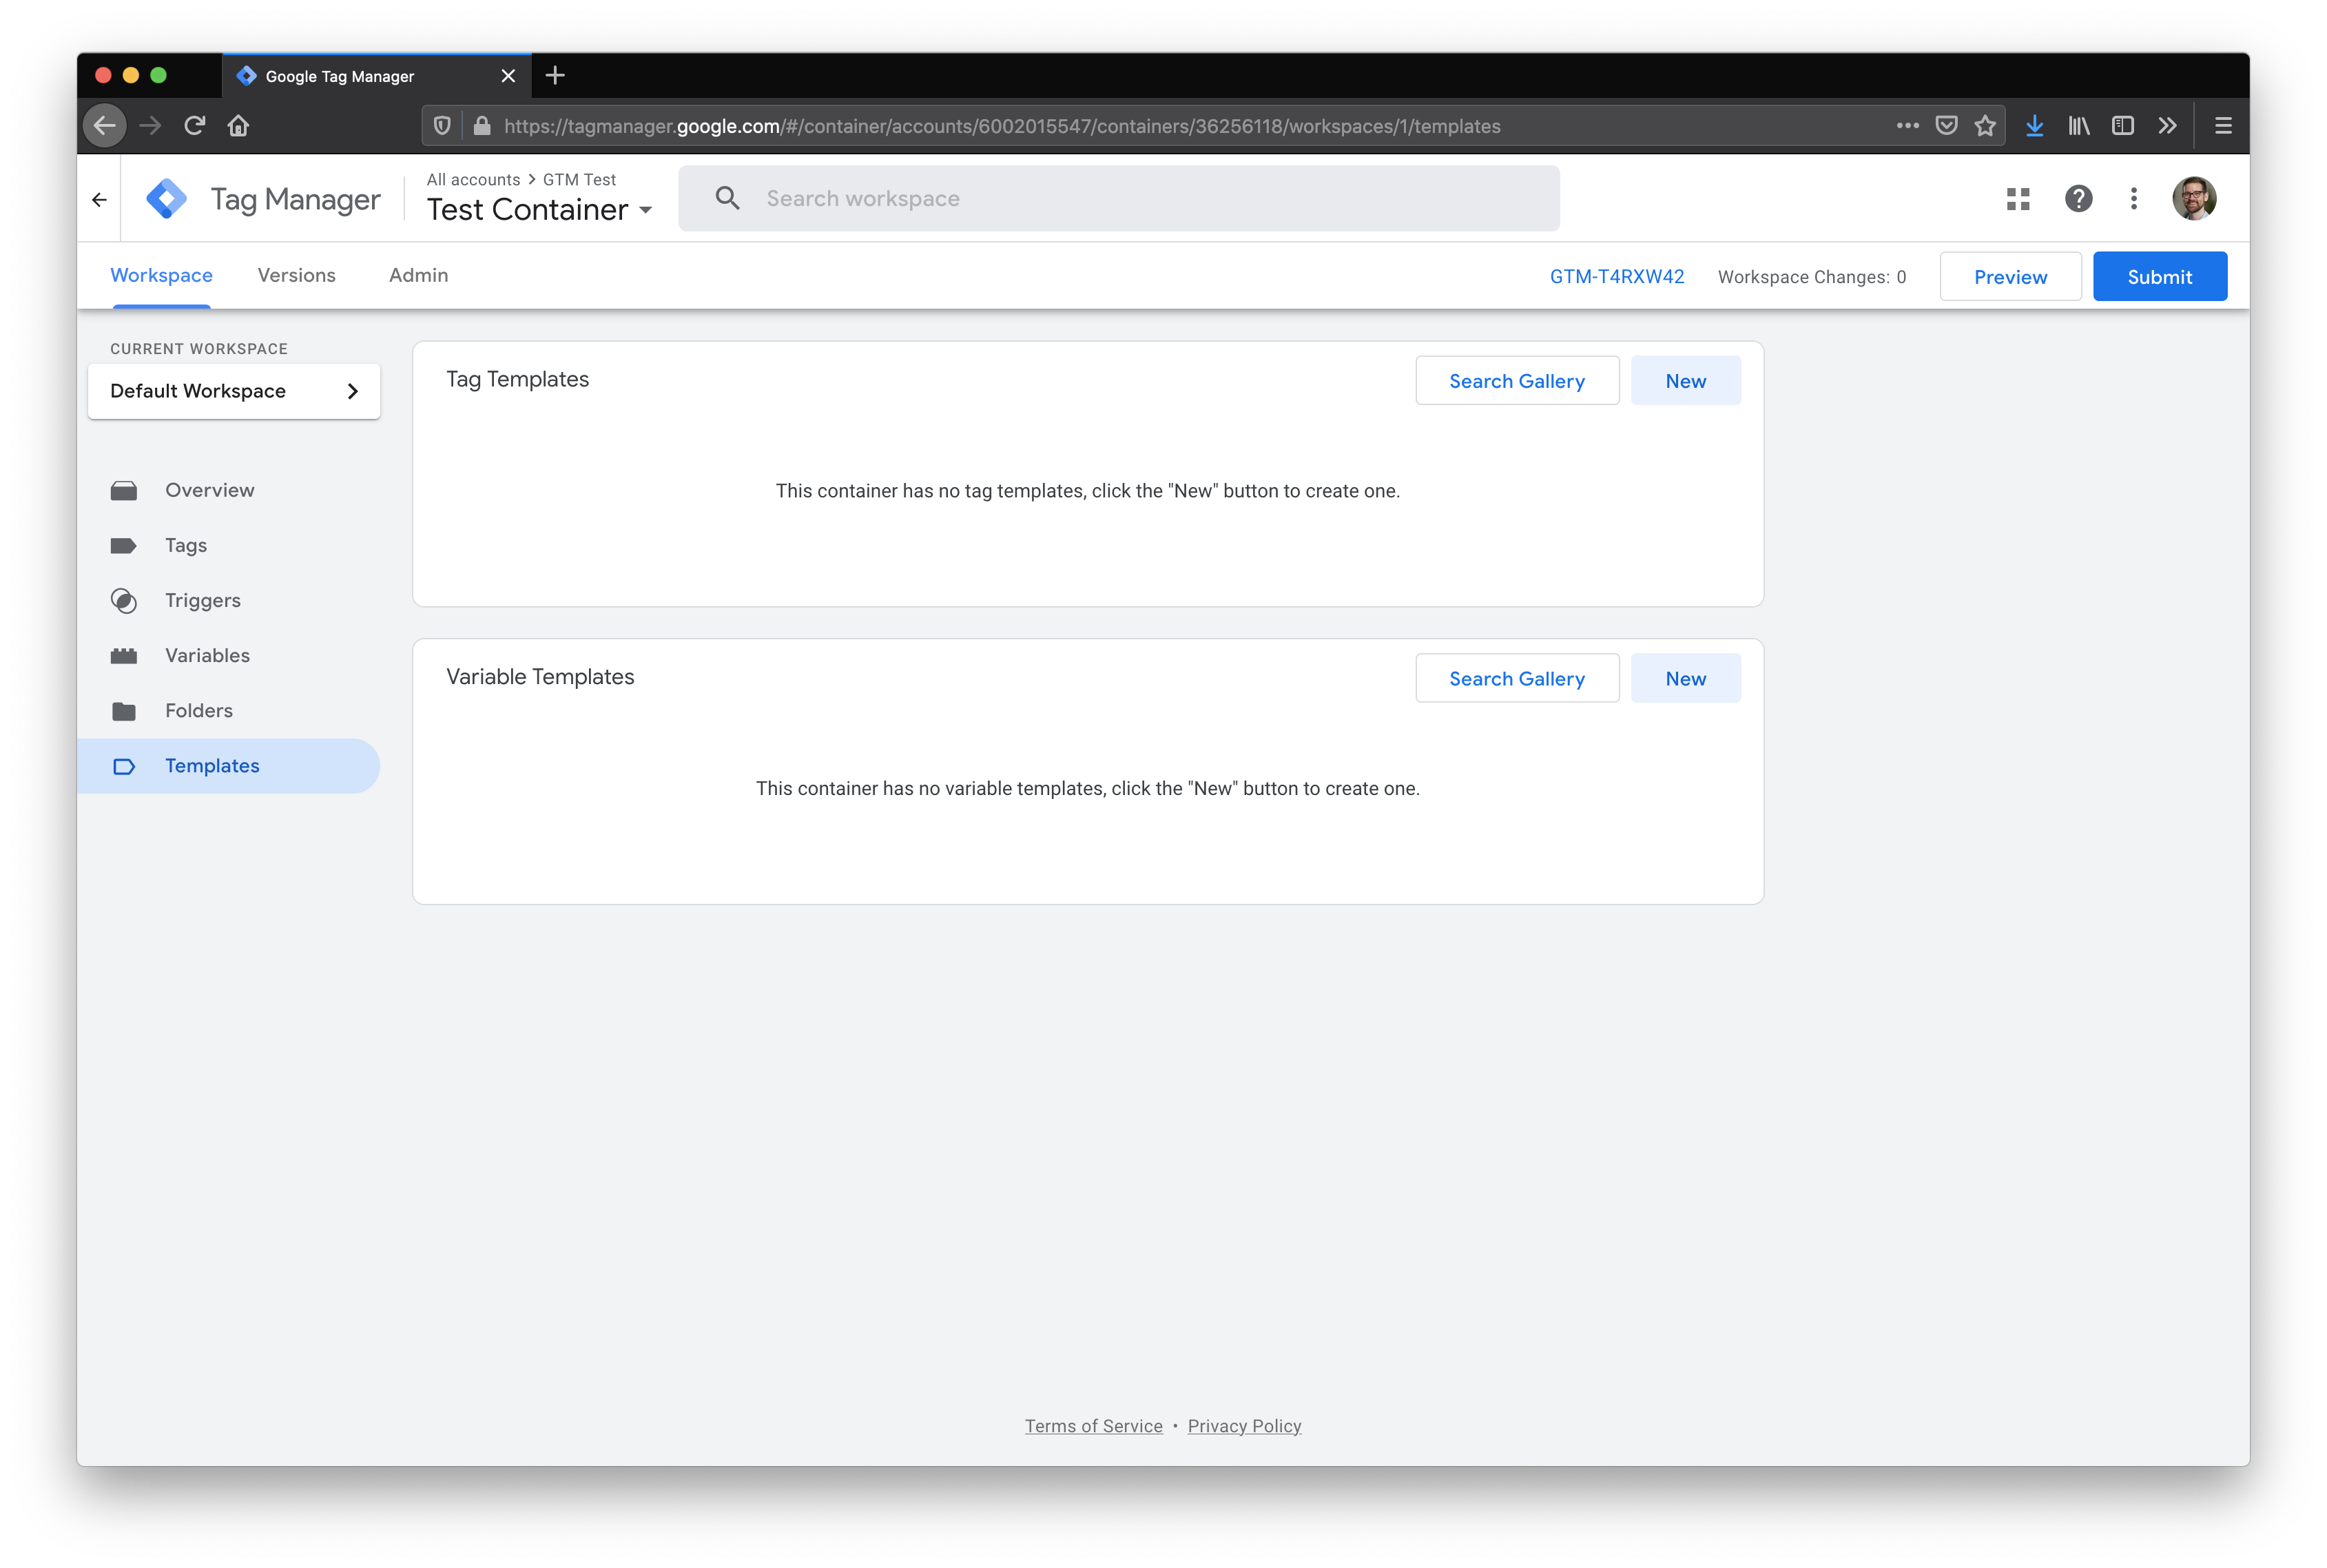 Google Tag Manager
https://tagmanager.google.com/#/container/accounts/6002015547/containers/36256118/workspaces/1/templates
Tag Manager
All accounts > GTM Test
Test Container
Search workspace
Workspace
Versions
Admin
GTM-T4RXW42
Workspace Changes: 0
Preview
Submit
CURRENT WORKSPACE
Default Workspace
Overview
Tags
Triggers
Variables
Folders
Templates
Tag Templates
Search Gallery
New
This container has no tag templates, click the "New" button to create one.
Variable Templates
Search Gallery
New
This container has no variable templates, click the "New" button to create one.
Terms of Service • Privacy Policy